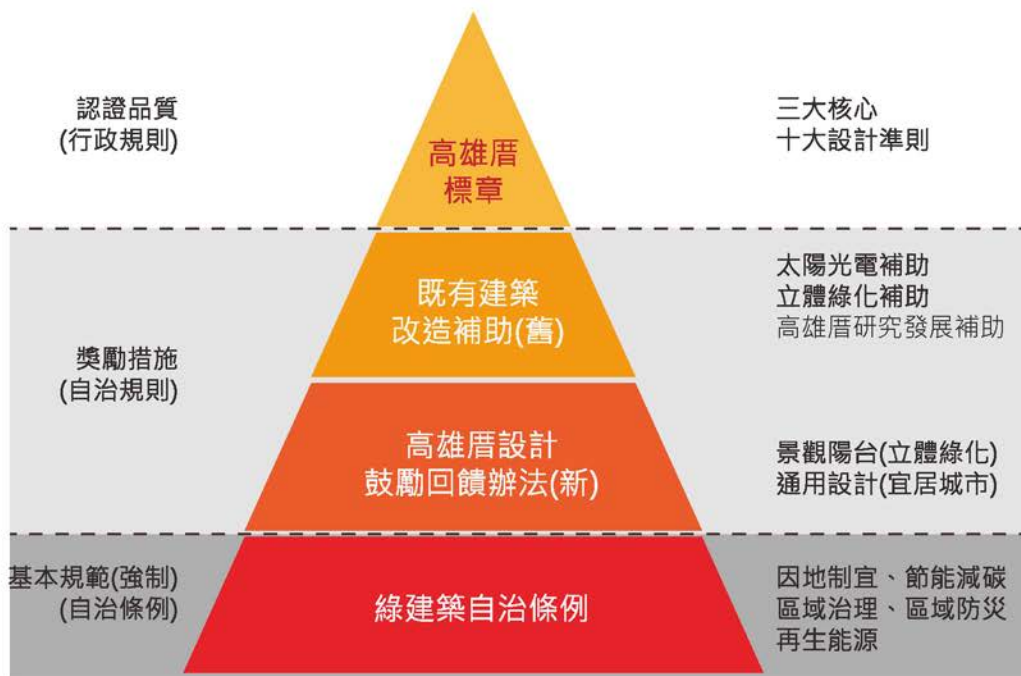 認證品質
(行政規則)
高雄厝
標章
三大核心
十大設計準則
獎勵措施
(自治規則)
既有建築
改造補助(舊)
太陽光電補助
立體綠化補助
高雄厝研究發展補助
高雄厝設計
鼓勵回饋辦法(新)
景觀陽台(立體綠化)
通用設計(宜居城市)
基本規範(強制)
(自治條例)
綠建築自治條例
因地制宜、節能減碳
區域治理、區域防災
再生能源